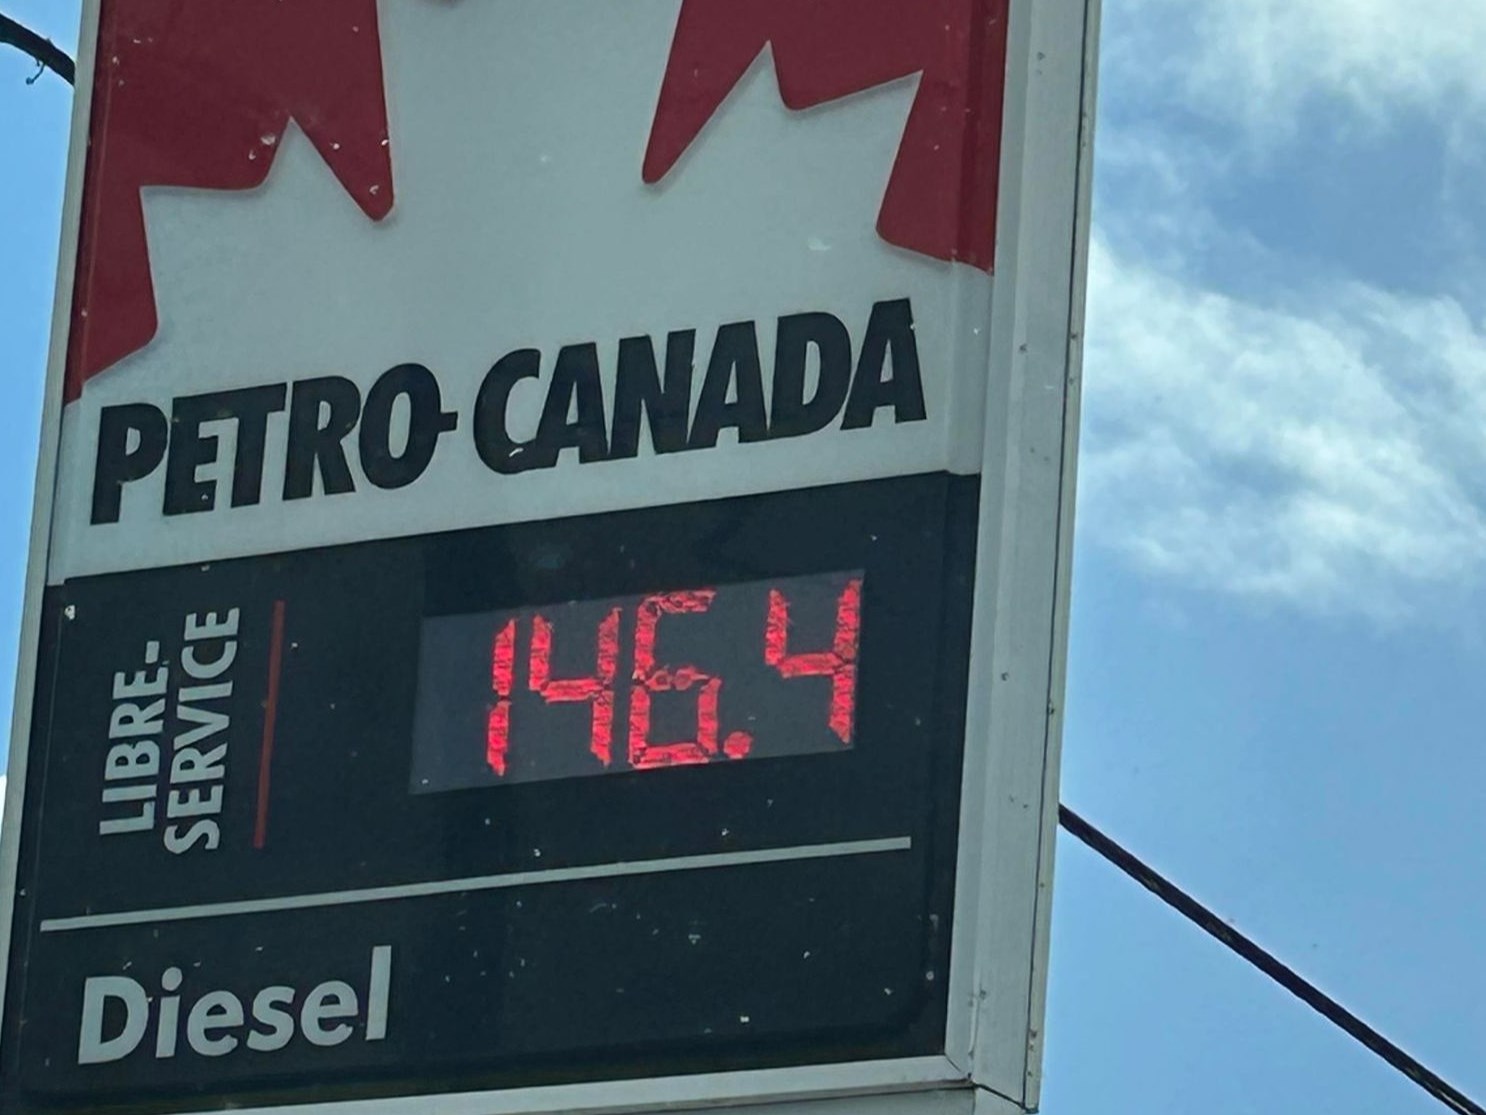 PETRO-CANADA
LIBRE-
SERVICE
146.4
Diesel